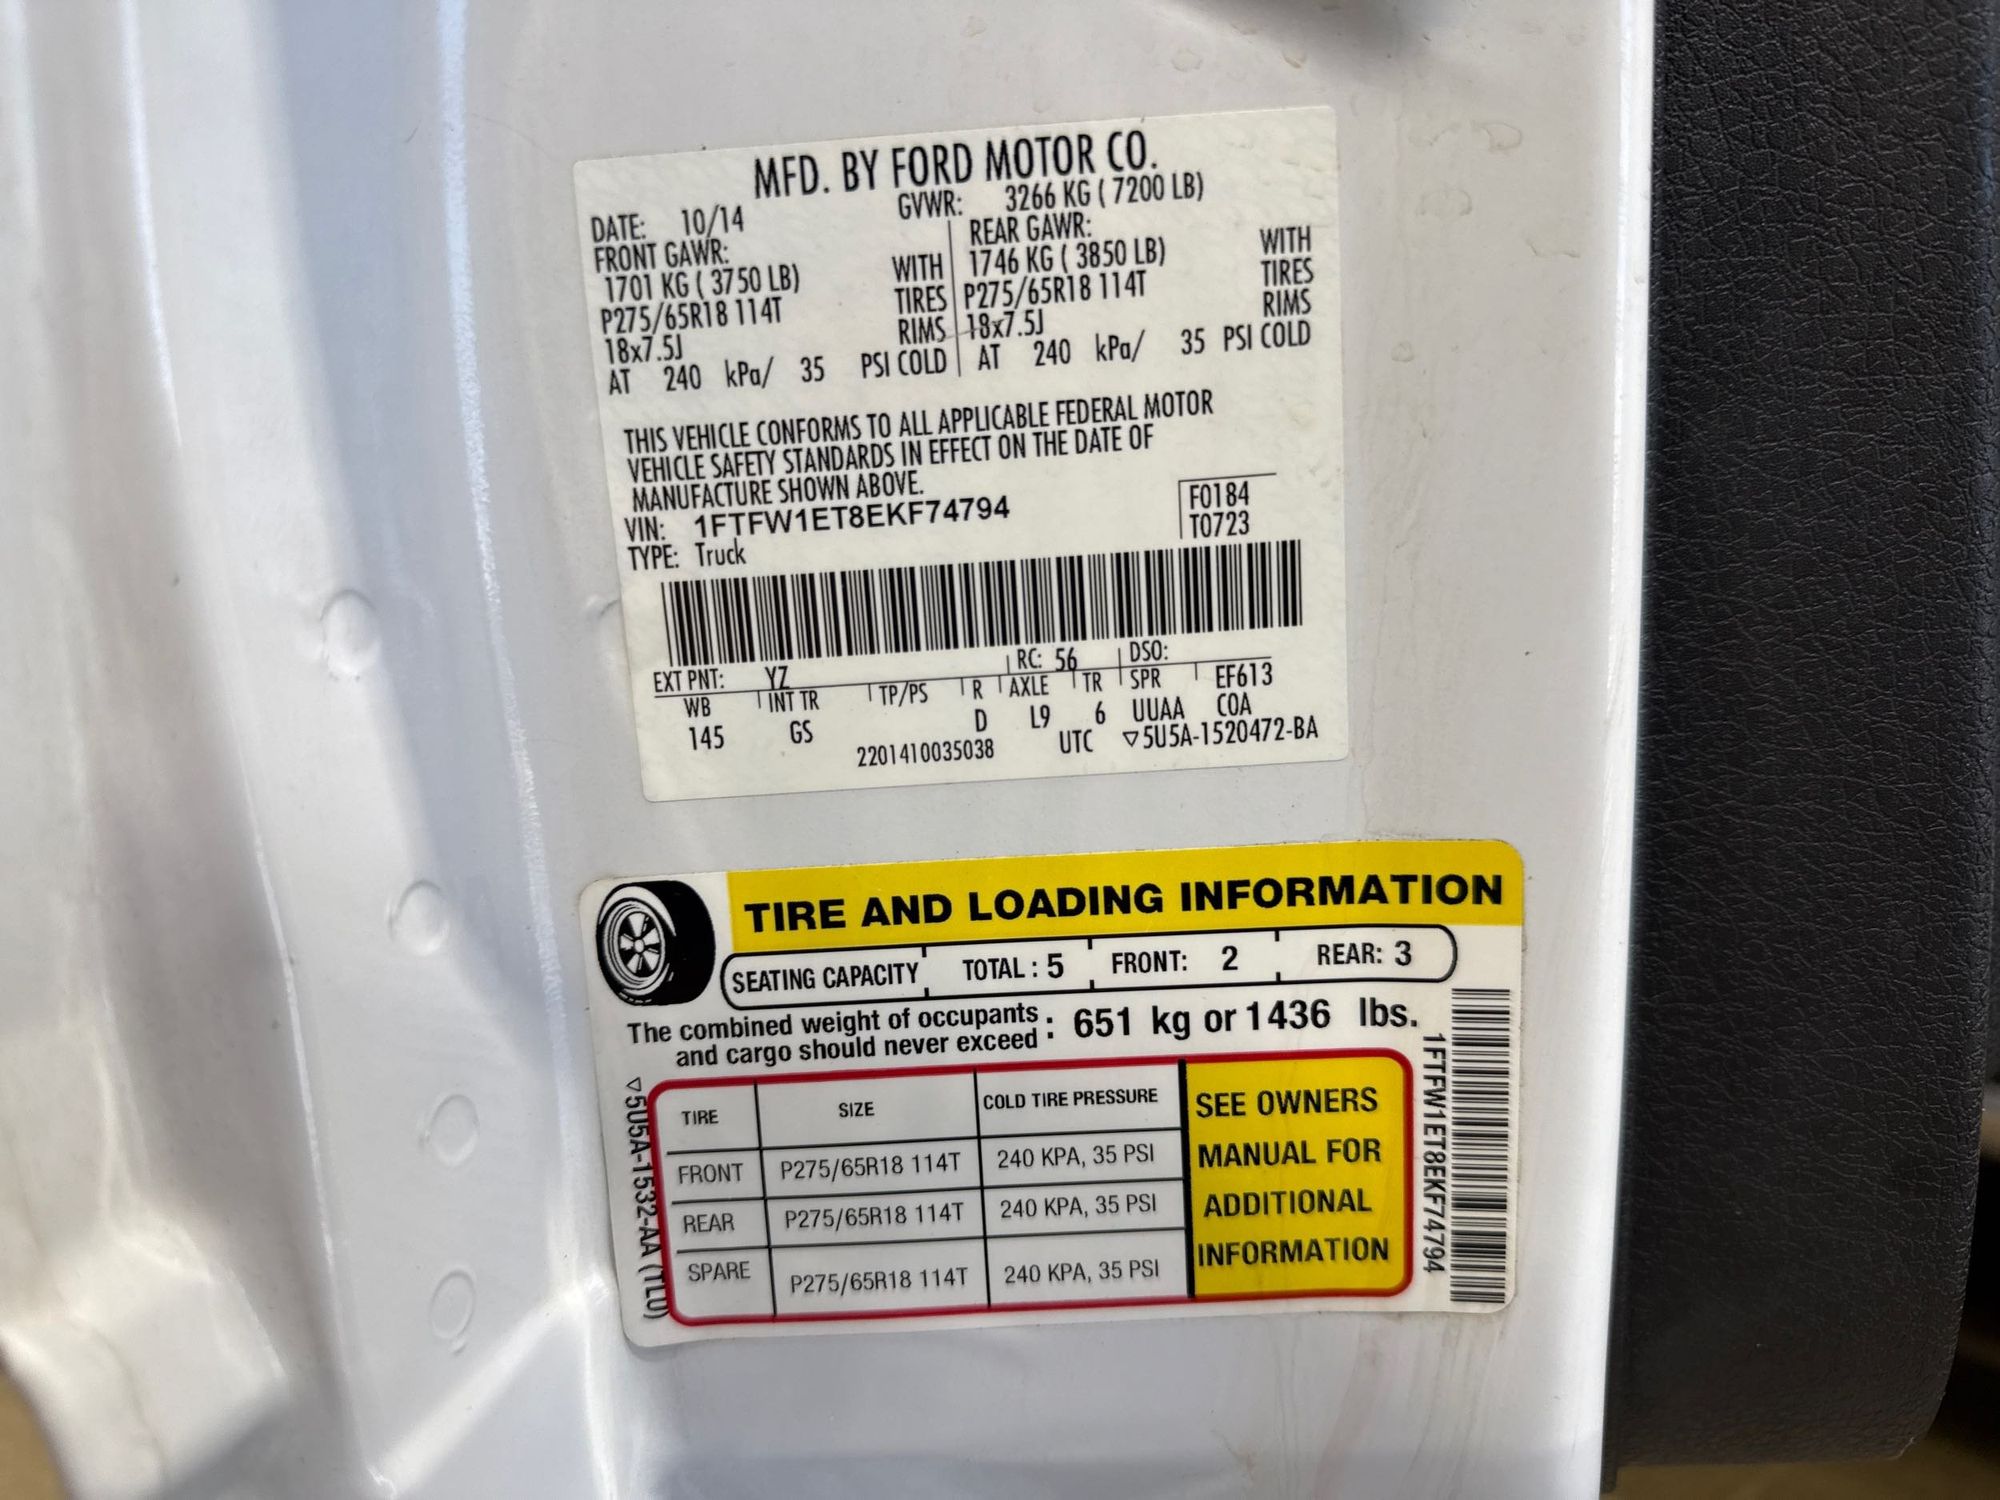 MFD. BY FORD MOTOR CO.
DATE: 10/14 GVWR: 3266 KG ( 7200 LB)
FRONT GAWR: REAR GAWR:
1701 KG ( 3750 LB) WITH 1746 KG ( 3850 LB) WITH
P275/65R18 114T TIRES P275/65R18 114T TIRES
18x7.5J RIMS 18x7.5J RIMS
AT 240 kPa/ 35 PSI COLD AT 240 kPa/ 35 PSI COLD
THIS VEHICLE CONFORMS TO ALL APPLICABLE FEDERAL MOTOR
VEHICLE SAFETY STANDARDS IN EFFECT ON THE DATE OF
MANUFACTURE SHOWN ABOVE.
F0184
VIN: 1FTFW1ET8EKF74794
T0723
TYPE: Truck
EXT PNT: YZ RC: 56 DSO:
WB INT TR TP/PS R AXLE TR SPR EF613
145 GS D L9 6 UUAA COA
2201410035038 UTC ▽5U5A-1520472-BA
TIRE AND LOADING INFORMATION
SEATING CAPACITY TOTAL : 5 FRONT: 2 REAR: 3
The combined weight of occupants
and cargo should never exceed : 651 kg or 1436 lbs.
TIRE SIZE COLD TIRE PRESSURE
FRONT P275/65R18 114T 240 KPA, 35 PSI
REAR P275/65R18 114T 240 KPA, 35 PSI
SPARE P275/65R18 114T 240 KPA, 35 PSI
SEE OWNERS
MANUAL FOR
ADDITIONAL
INFORMATION
▽5U5A-1532-AA (TL0)
1FTFW1ET8EKF74794